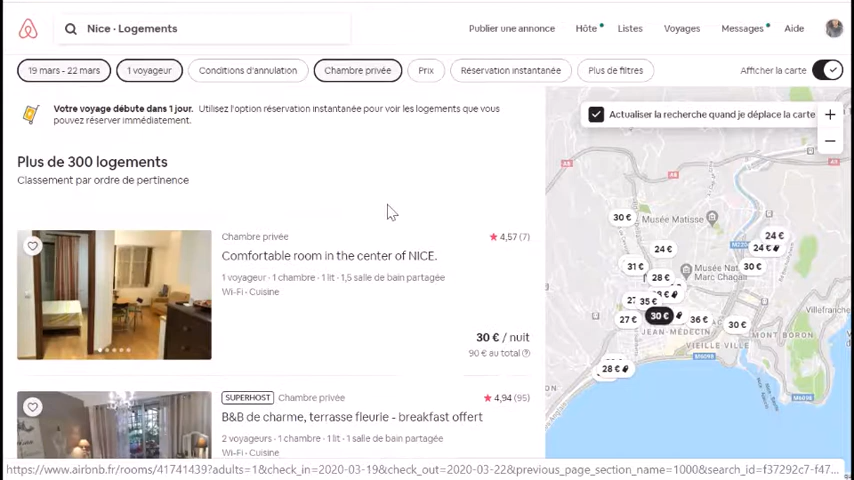 Nice · Logements
Publier une annonce
Hôte
Listes
Voyages
Messages
Aide
19 mars - 22 mars
1 voyageur
Conditions d'annulation
Chambre privée
Prix
Réservation instantanée
Plus de filtres
Afficher la carte
Votre voyage débute dans 1 jour. Utilisez l'option réservation instantanée pour voir les logements que vous
pouvez réserver immédiatement.
Plus de 300 logements
Classement par ordre de pertinence
Chambre privée
4,57 (7)
Comfortable room in the center of NICE.
1 voyageur · 1 chambre · 1 lit · 1,5 salle de bain partagée
Wi-Fi · Cuisine
30 € / nuit
90 € au total
SUPERHOST Chambre privée
4,94 (95)
B&B de charme, terrasse fleurie - breakfast offert
2 voyageurs · 1 chambre · 1 lit · 1 salle de bain partagée
Wi-Fi · Cuisine
Actualiser la recherche quand je déplace la carte
30 €
Musée Matisse
24 €
24 €
24 €
31 €
30 €
28 €
Marc Chagall
35 €
27 €
30 €
36 €
30 €
JEAN-MÉDECIN
MONT BORON
VIEILLE VILLE
Villefranche
28 €
https://www.airbnb.fr/rooms/41741439?adults=1&check_in=2020-03-19&check_out=2020-03-22&previous_page_section_name=1000&search_id=f37292c7-f47...